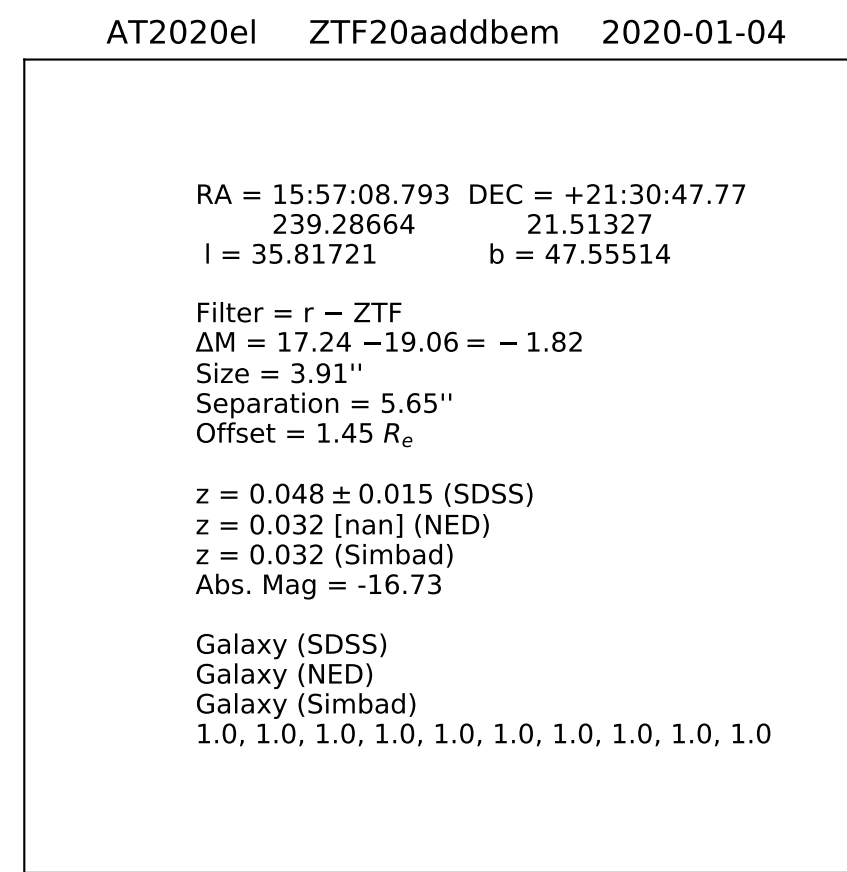 AT2020el ZTF20aaddbem 2020-01-04
RA = 15:57:08.793 DEC = +21:30:47.77
239.28664 21.51327
l = 35.81721 b = 47.55514
Filter = r − ZTF
ΔM = 17.24 −19.06 = − 1.82
Size = 3.91''
Separation = 5.65''
Offset = 1.45 Rₑ
z = 0.048 ± 0.015 (SDSS)
z = 0.032 [nan] (NED)
z = 0.032 (Simbad)
Abs. Mag = -16.73
Galaxy (SDSS)
Galaxy (NED)
Galaxy (Simbad)
1.0, 1.0, 1.0, 1.0, 1.0, 1.0, 1.0, 1.0, 1.0, 1.0